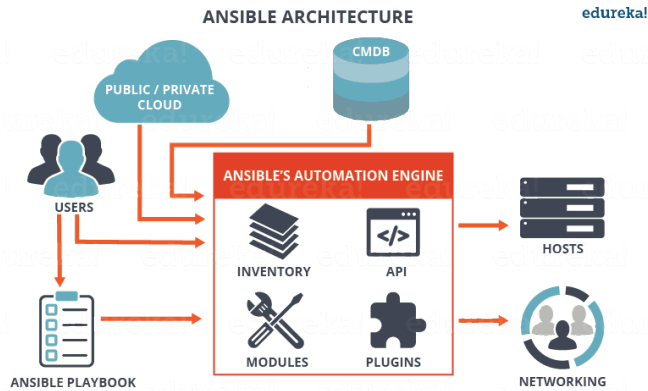 ANSIBLE ARCHITECTURE
edureka!
CMDB
PUBLIC / PRIVATE
CLOUD
ANSIBLE'S AUTOMATION ENGINE
USERS
HOSTS
INVENTORY
API
MODULES
PLUGINS
ANSIBLE PLAYBOOK
NETWORKING